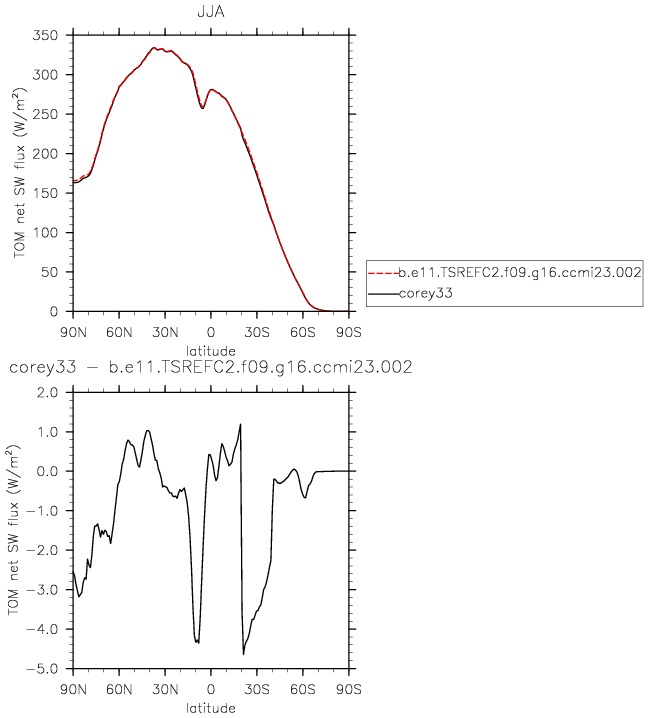 JJA
350
300
250
200
150
100
50
0
TOM net SW flux (W/m²)
90N 60N 30N 0 30S 60S 90S
latitude
b.e11.TSREFC2.f09.g16.ccmi23.002
corey33
corey33 – b.e11.TSREFC2.f09.g16.ccmi23.002
2.0
1.0
0.0
-1.0
-2.0
-3.0
-4.0
-5.0
TOM net SW flux (W/m²)
90N 60N 30N 0 30S 60S 90S
latitude